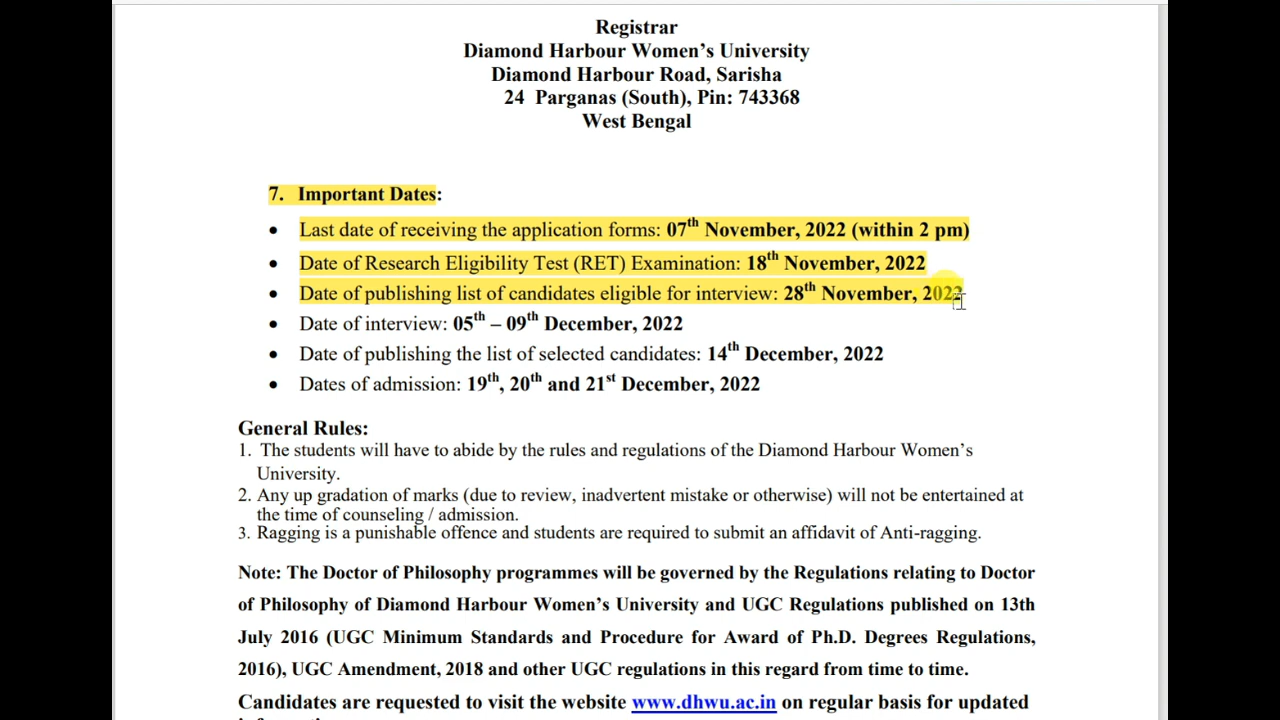 Registrar
Diamond Harbour Women’s University
Diamond Harbour Road, Sarisha
24 Parganas (South), Pin: 743368
West Bengal
7. Important Dates:
• Last date of receiving the application forms: 07th November, 2022 (within 2 pm)
• Date of Research Eligibility Test (RET) Examination: 18th November, 2022
• Date of publishing list of candidates eligible for interview: 28th November, 2022
• Date of interview: 05th – 09th December, 2022
• Date of publishing the list of selected candidates: 14th December, 2022
• Dates of admission: 19th, 20th and 21st December, 2022
General Rules:
1. The students will have to abide by the rules and regulations of the Diamond Harbour Women’s
University.
2. Any up gradation of marks (due to review, inadvertent mistake or otherwise) will not be entertained at
the time of counseling / admission.
3. Ragging is a punishable offence and students are required to submit an affidavit of Anti-ragging.
Note: The Doctor of Philosophy programmes will be governed by the Regulations relating to Doctor
of Philosophy of Diamond Harbour Women’s University and UGC Regulations published on 13th
July 2016 (UGC Minimum Standards and Procedure for Award of Ph.D. Degrees Regulations,
2016), UGC Amendment, 2018 and other UGC regulations in this regard from time to time.
Candidates are requested to visit the website www.dhwu.ac.in on regular basis for updated